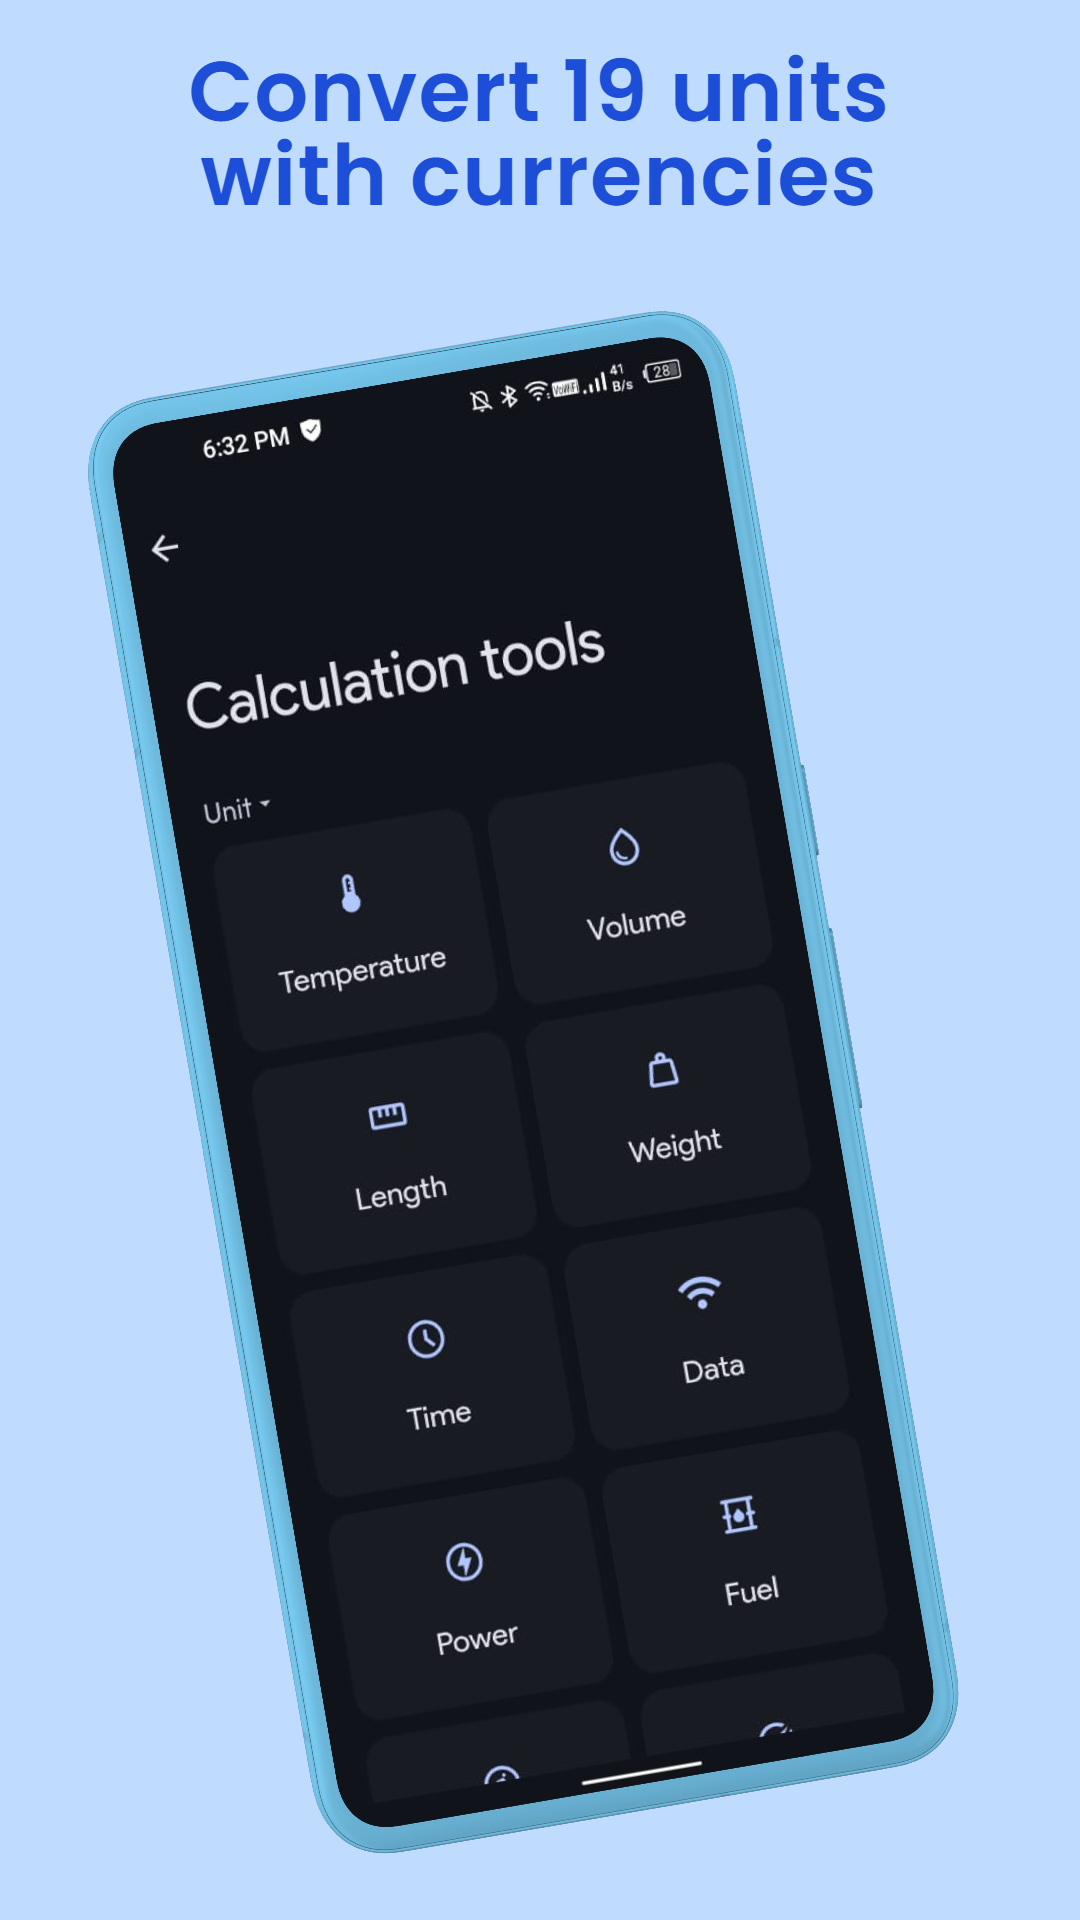 Convert 19 units
with currencies
6:32 PM
VoWiFi
41
B/s
28
Calculation tools
Unit
Temperature
Volume
Length
Weight
Time
Data
Power
Fuel